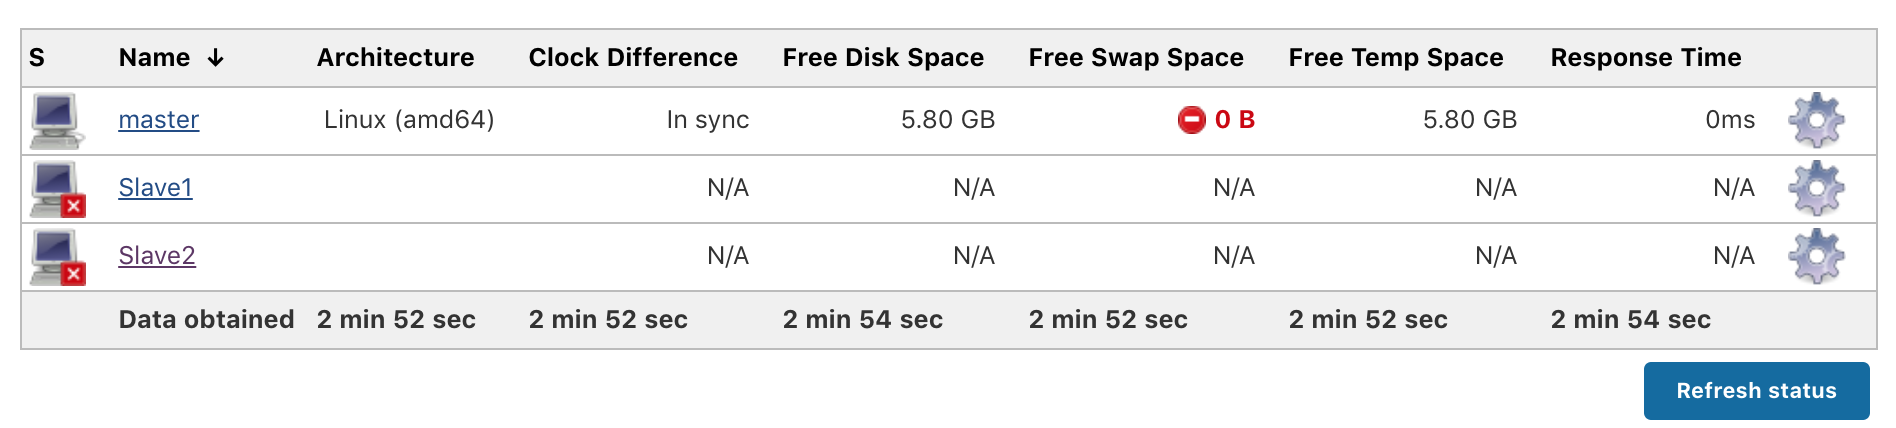 S Name ↓ Architecture Clock Difference Free Disk Space Free Swap Space Free Temp Space Response Time
master Linux (amd64) In sync 5.80 GB 0 B 5.80 GB 0ms
Slave1 N/A N/A N/A N/A N/A
Slave2 N/A N/A N/A N/A N/A
Data obtained 2 min 52 sec 2 min 52 sec 2 min 54 sec 2 min 52 sec 2 min 52 sec 2 min 54 sec
Refresh status